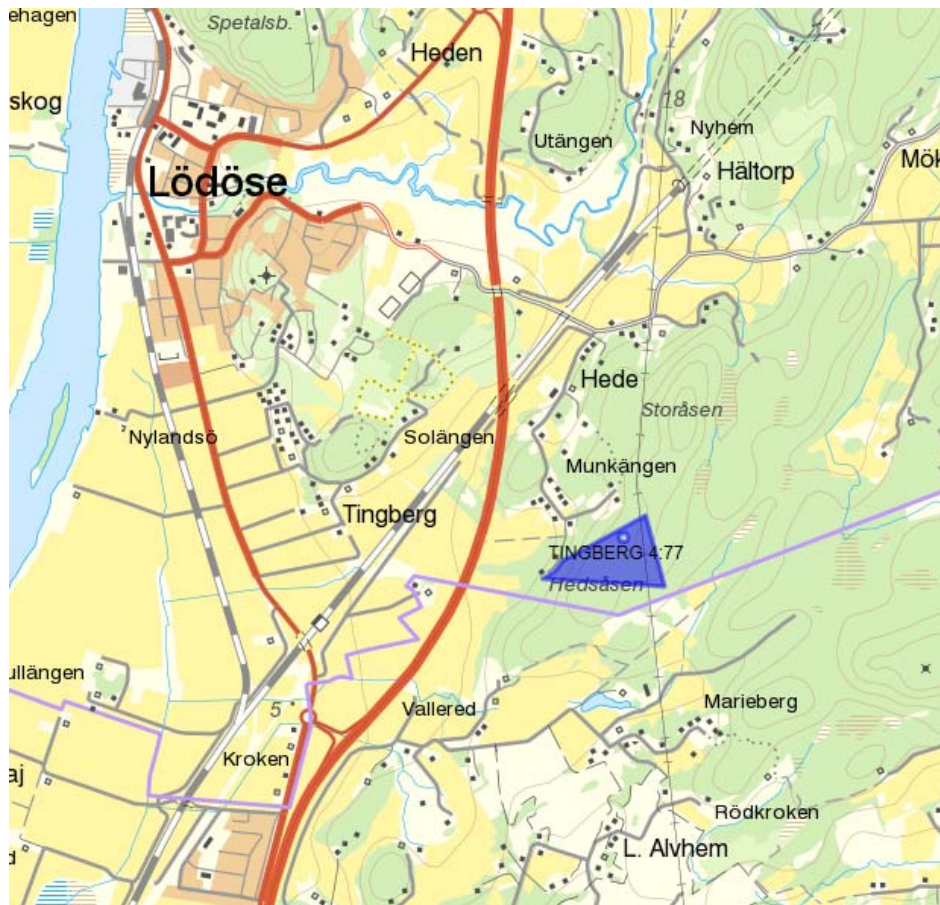 ehagen
Spetalsb.
Heden
skog
18
Utängen
Nyhem
Hältorp
Mök
Lödöse
Hede
Storåsen
Nylandsö
Solängen
Munkängen
Tingberg
TINGBERG 4:77
Hedsåsen
ullängen
5
Vallered
Marieberg
Kroken
aj
Rödkroken
L. Alvhem
d